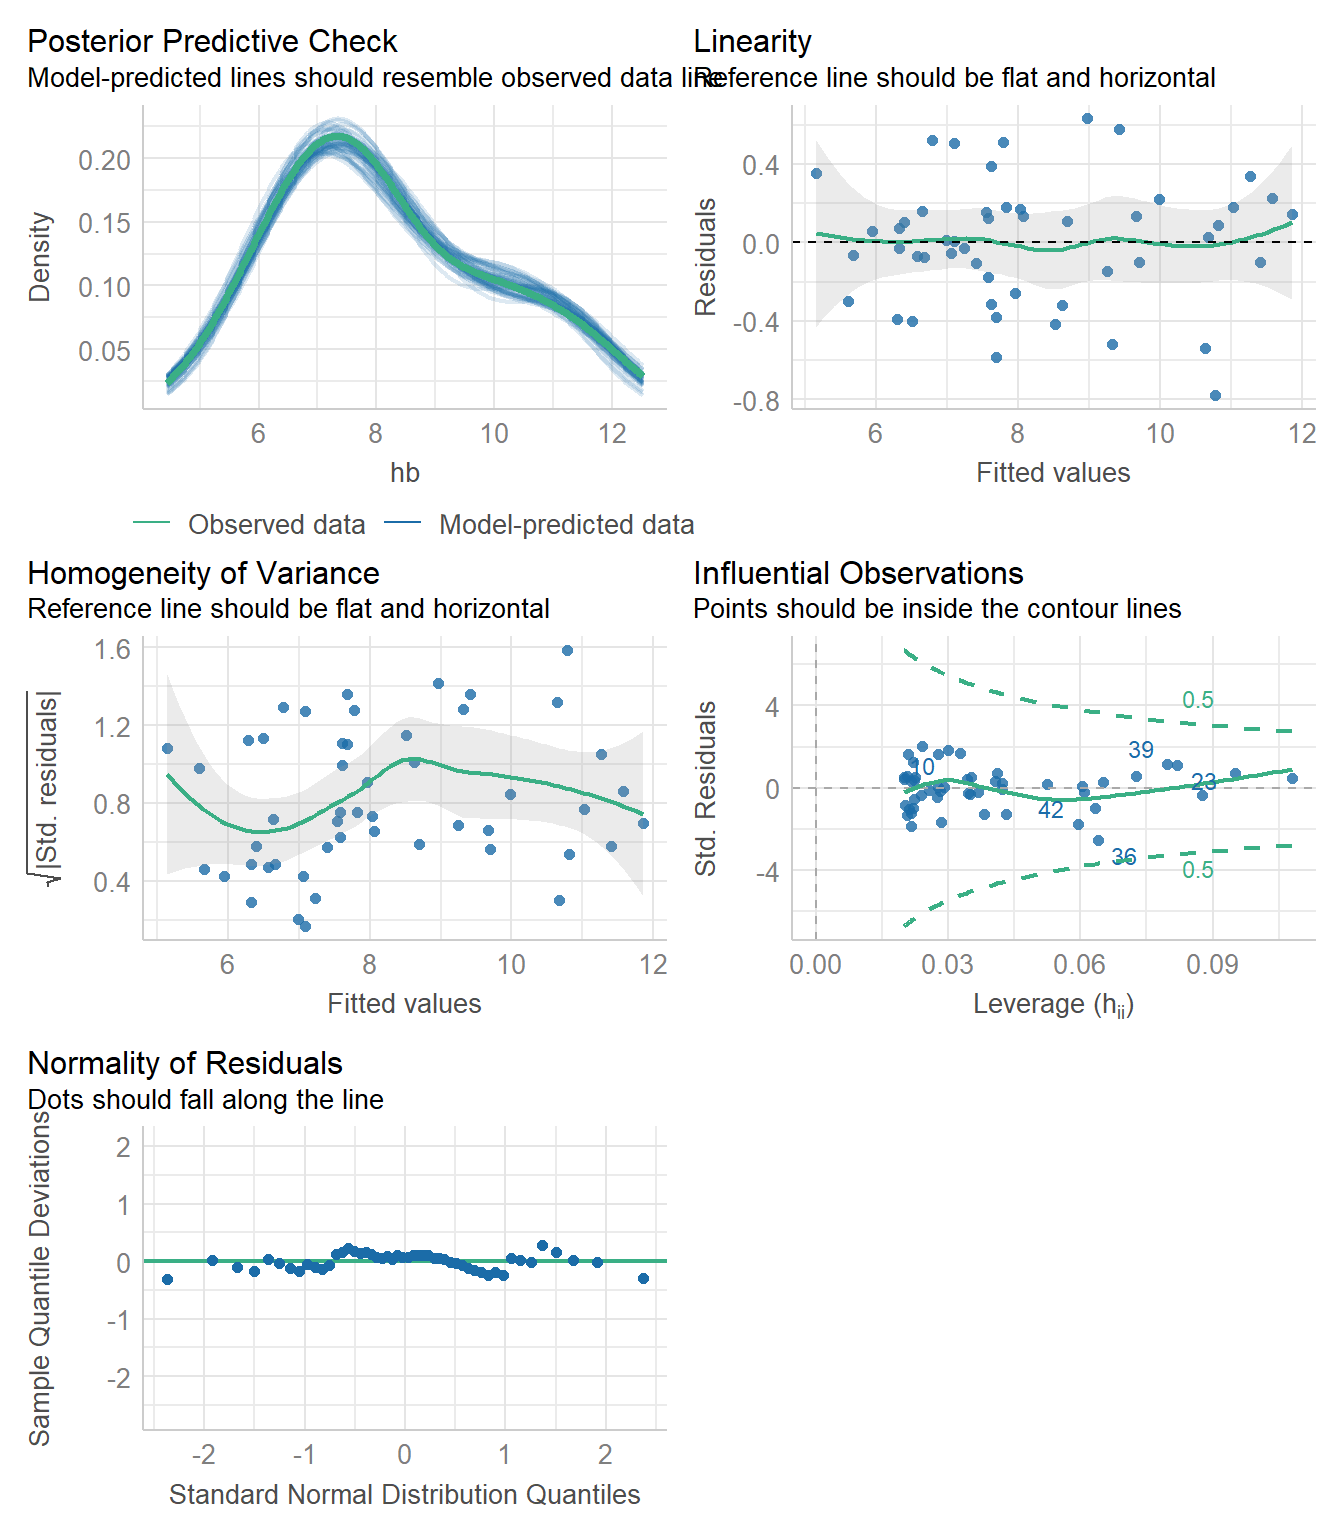 Posterior Predictive Check
Model-predicted lines should resemble observed data line
0.20
0.15
0.10
0.05
Density
6 8 10 12
hb
Observed data Model-predicted data
Linearity
Reference line should be flat and horizontal
0.4
0.0
-0.4
-0.8
Residuals
6 8 10 12
Fitted values
Homogeneity of Variance
Reference line should be flat and horizontal
1.6
1.2
0.8
0.4
√|Std. residuals|
6 8 10 12
Fitted values
Influential Observations
Points should be inside the contour lines
4
0
-4
Std. Residuals
0.5
39
10
23
42
36
0.5
0.00 0.03 0.06 0.09
Leverage (hii)
Normality of Residuals
Dots should fall along the line
2
1
0
-1
-2
Sample Quantile Deviations
-2 -1 0 1 2
Standard Normal Distribution Quantiles